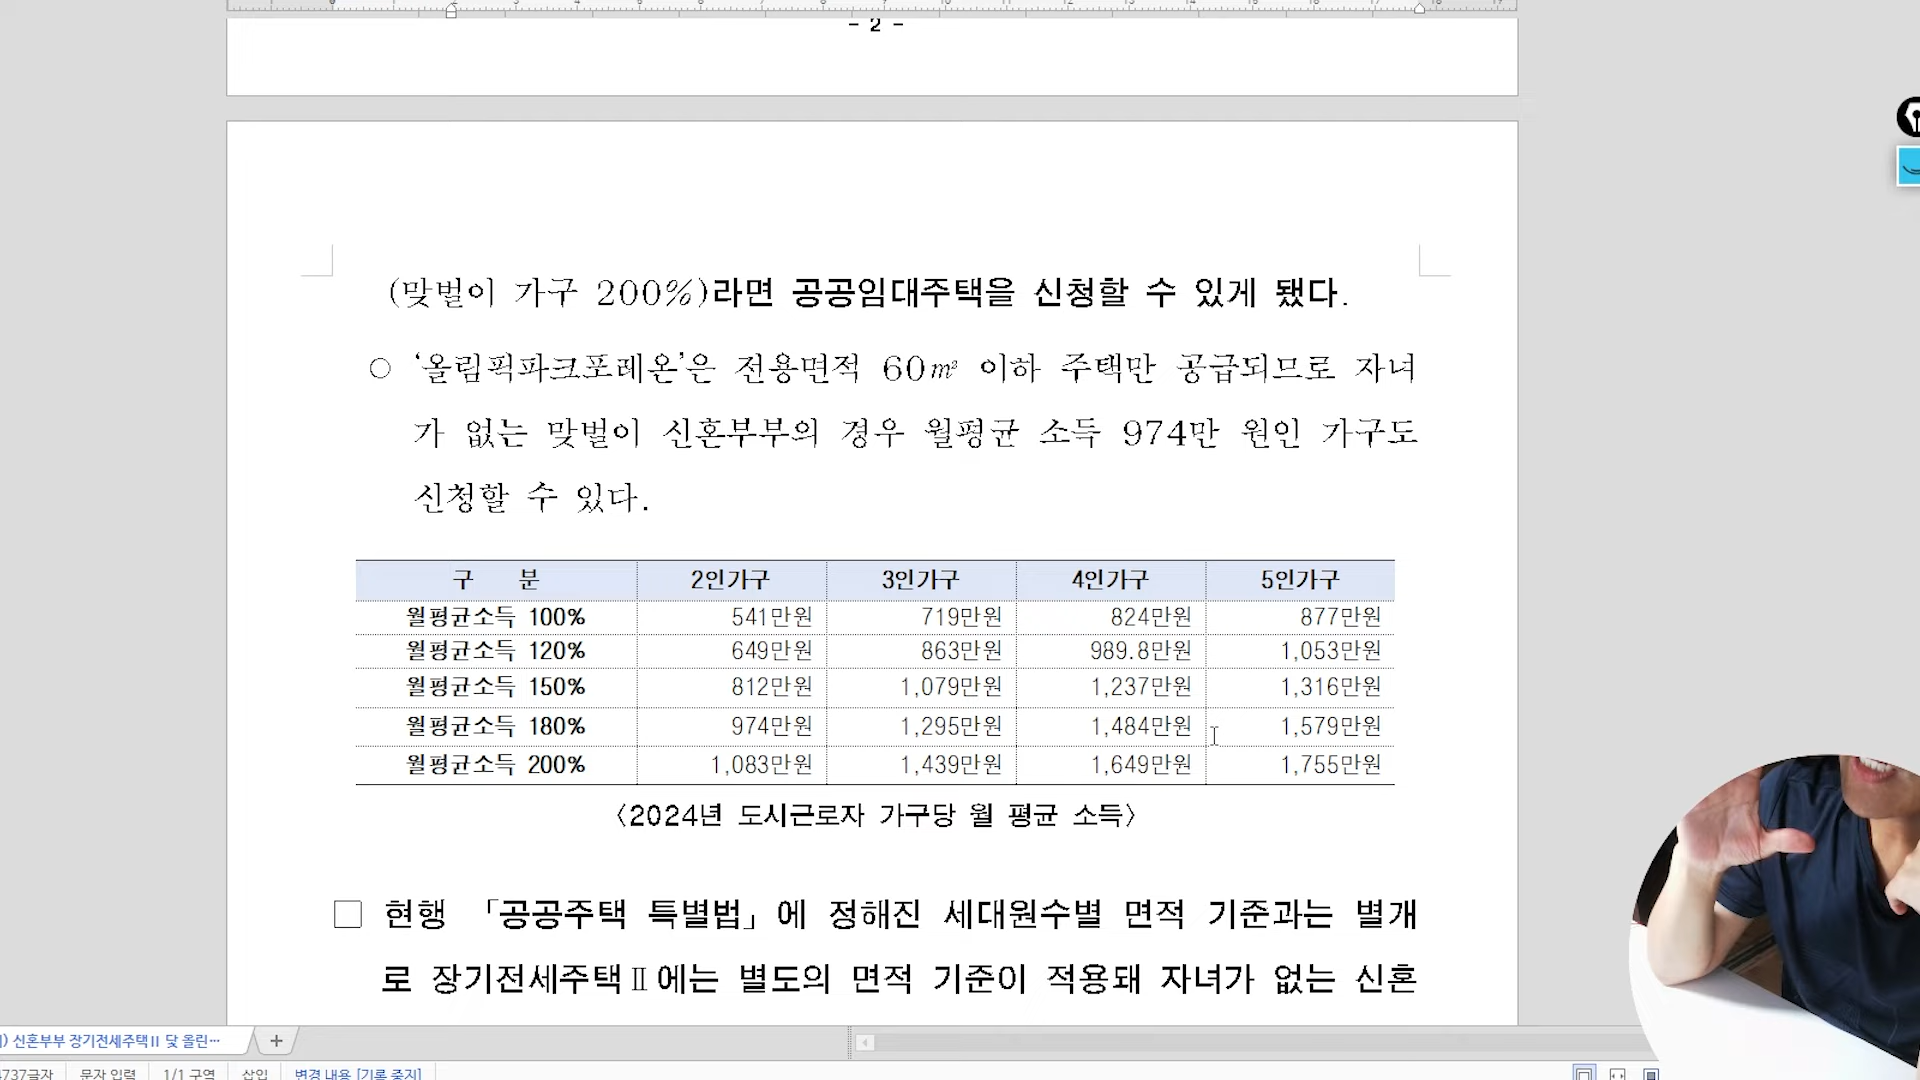 - 2 -
(맞벌이 가구 200%)라면 공공임대주택을 신청할 수 있게 됐다.
○ ‘올림픽파크포레온’은 전용면적 60㎡ 이하 주택만 공급되므로 자녀
가 없는 맞벌이 신혼부부의 경우 월평균 소득 974만 원인 가구도
신청할 수 있다.
구 분 2인가구 3인가구 4인가구 5인가구
월평균소득 100% 541만원 719만원 824만원 877만원
월평균소득 120% 649만원 863만원 989.8만원 1,053만원
월평균소득 150% 812만원 1,079만원 1,237만원 1,316만원
월평균소득 180% 974만원 1,295만원 1,484만원 1,579만원
월평균소득 200% 1,083만원 1,439만원 1,649만원 1,755만원
〈2024년 도시근로자 가구당 월 평균 소득〉
□ 현행 「공공주택 특별법」에 정해진 세대원수별 면적 기준과는 별개
로 장기전세주택Ⅱ에는 별도의 면적 기준이 적용돼 자녀가 없는 신혼
) 신혼부부 장기전세주택Ⅱ 닻 올린…
4737글자 문자 입력 1/1 구역 삽입 변경 내용 [기록 중지]